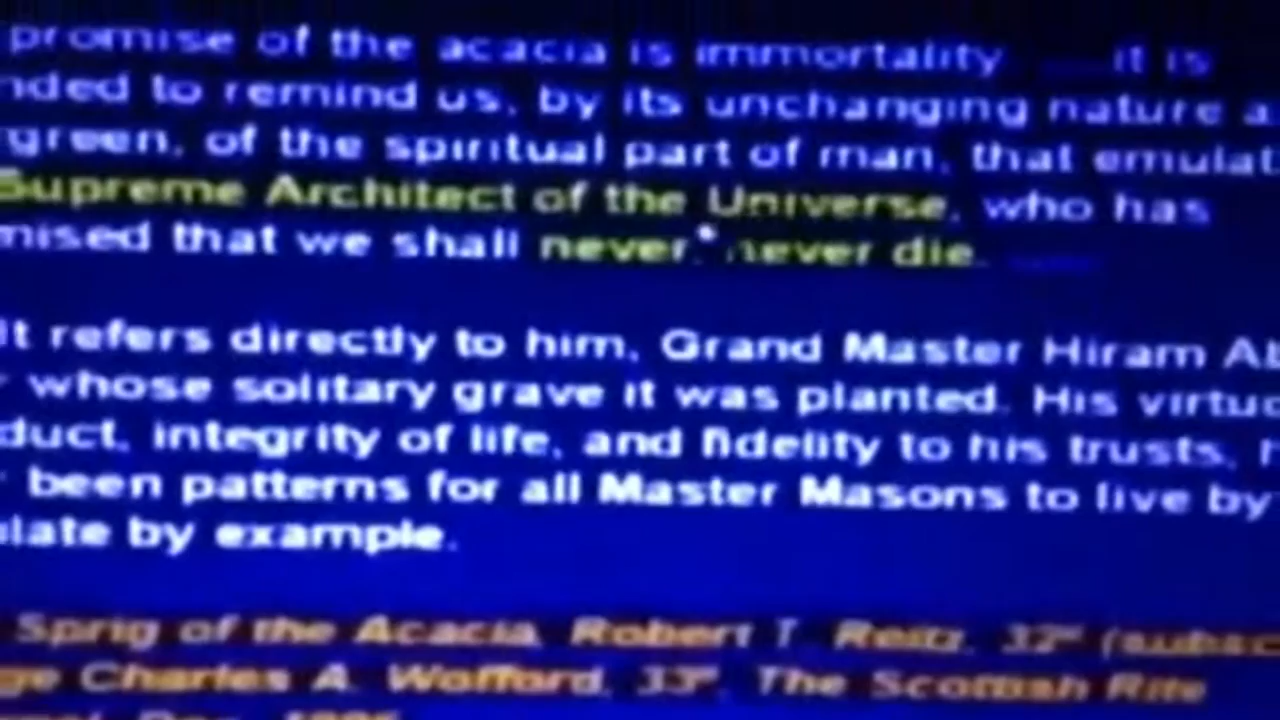 promise of the acacia is immortality ... it is
nded to remind us, by its unchanging nature a
green, of the spiritual part of man, that emulat
Supreme Architect of the Universe, who has
mised that we shall never, never die. ...
It refers directly to him, Grand Master Hiram Ab
whose solitary grave it was planted. His virtuo
duct, integrity of life, and fidelity to his trusts, h
been patterns for all Master Masons to live by
ulate by example.
Sprig of the Acacia, Robert T. Reitz, 32° (subsc
ge Charles A. Wofford, 33°, The Scottish Rite